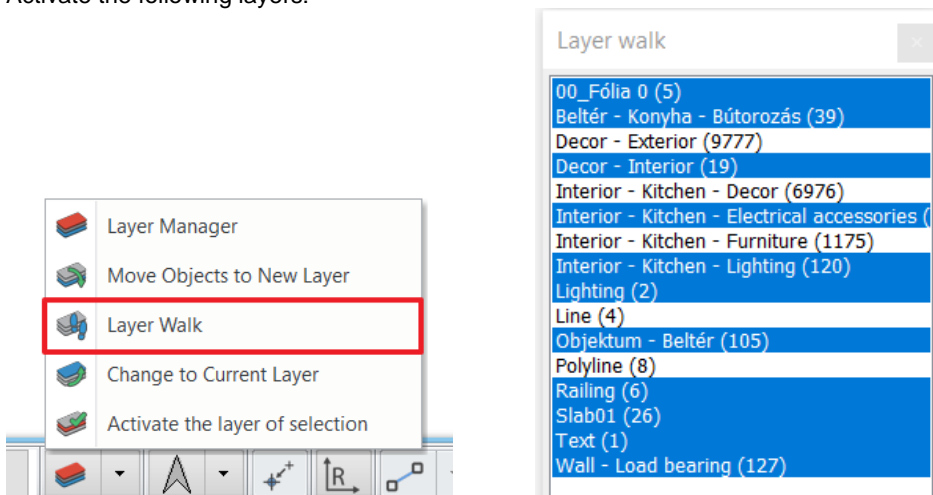 Activate the following layers:
Layer Manager
Move Objects to New Layer
Layer Walk
Change to Current Layer
Activate the layer of selection
R
Layer walk
00_Fólia 0 (5)
Beltér - Konyha - Bútorozás (39)
Decor - Exterior (9777)
Decor - Interior (19)
Interior - Kitchen - Decor (6976)
Interior - Kitchen - Electrical accessories (
Interior - Kitchen - Furniture (1175)
Interior - Kitchen - Lighting (120)
Lighting (2)
Line (4)
Objektum - Beltér (105)
Polyline (8)
Railing (6)
Slab01 (26)
Text (1)
Wall - Load bearing (127)